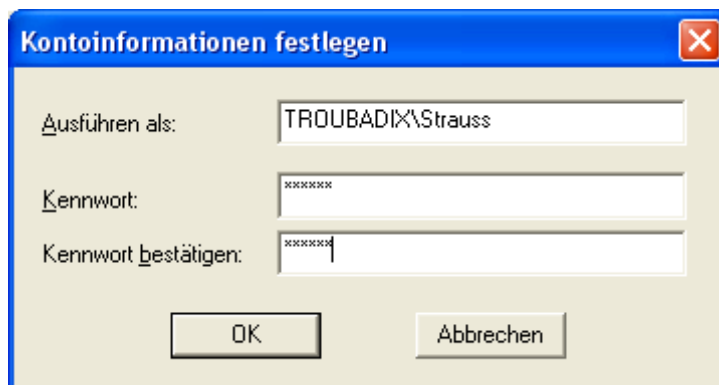 Kontoinformationen festlegen
Ausführen als: TROUBADIX\Strauss
Kennwort: ******
Kennwort bestätigen: ******
OK Abbrechen